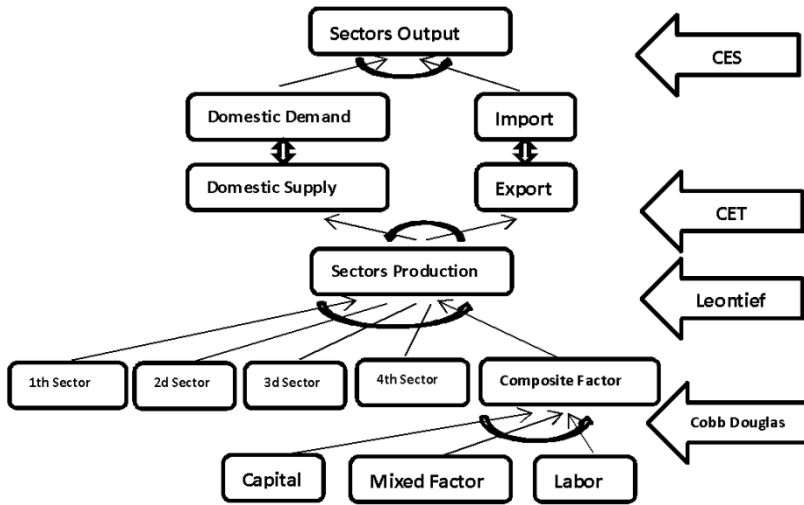 Sectors Output
CES
Domestic Demand
Import
Domestic Supply
Export
CET
Sectors Production
Leontief
1th Sector
2d Sector
3d Sector
4th Sector
Composite Factor
Cobb Douglas
Capital
Mixed Factor
Labor